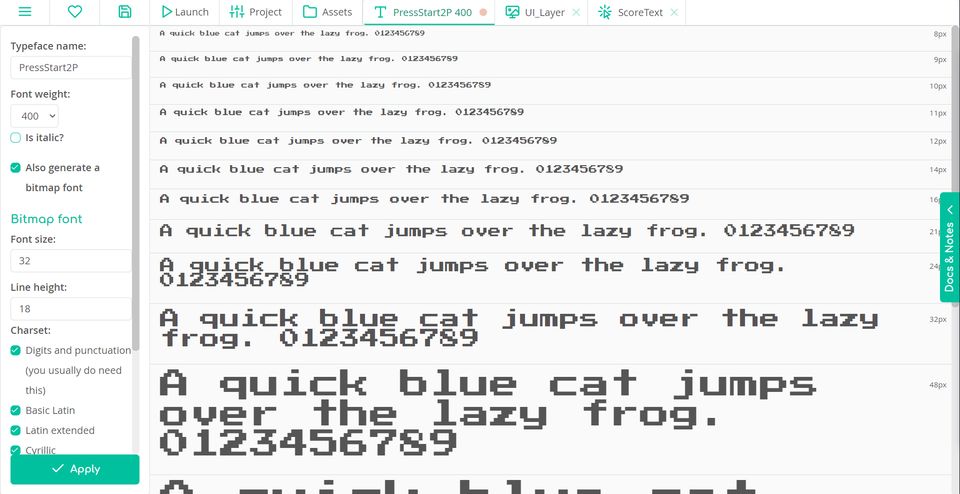 Launch Project Assets PressStart2P 400 UI_Layer ScoreText
Typeface name:
PressStart2P
Font weight:
400
Is italic?
Also generate a
bitmap font
Bitmap font
Font size:
32
Line height:
18
Charset:
Digits and punctuation
(you usually do need
this)
Basic Latin
Latin extended
Cyrillic
Apply
A quick blue cat jumps over the lazy frog. 0123456789 8px
A quick blue cat jumps over the lazy frog. 0123456789 9px
A quick blue cat jumps over the lazy frog. 0123456789 10px
A quick blue cat jumps over the lazy frog. 0123456789 11px
A quick blue cat jumps over the lazy frog. 0123456789 12px
A quick blue cat jumps over the lazy frog. 0123456789 14px
A quick blue cat jumps over the lazy frog. 0123456789 16px
A quick blue cat jumps over the lazy frog. 0123456789 21px
A quick blue cat jumps over the lazy frog. 24px
0123456789
A quick blue cat jumps over the lazy 32px
frog. 0123456789
A quick blue cat jumps 48px
over the lazy frog.
0123456789
A quick blue cat
Docs & Notes